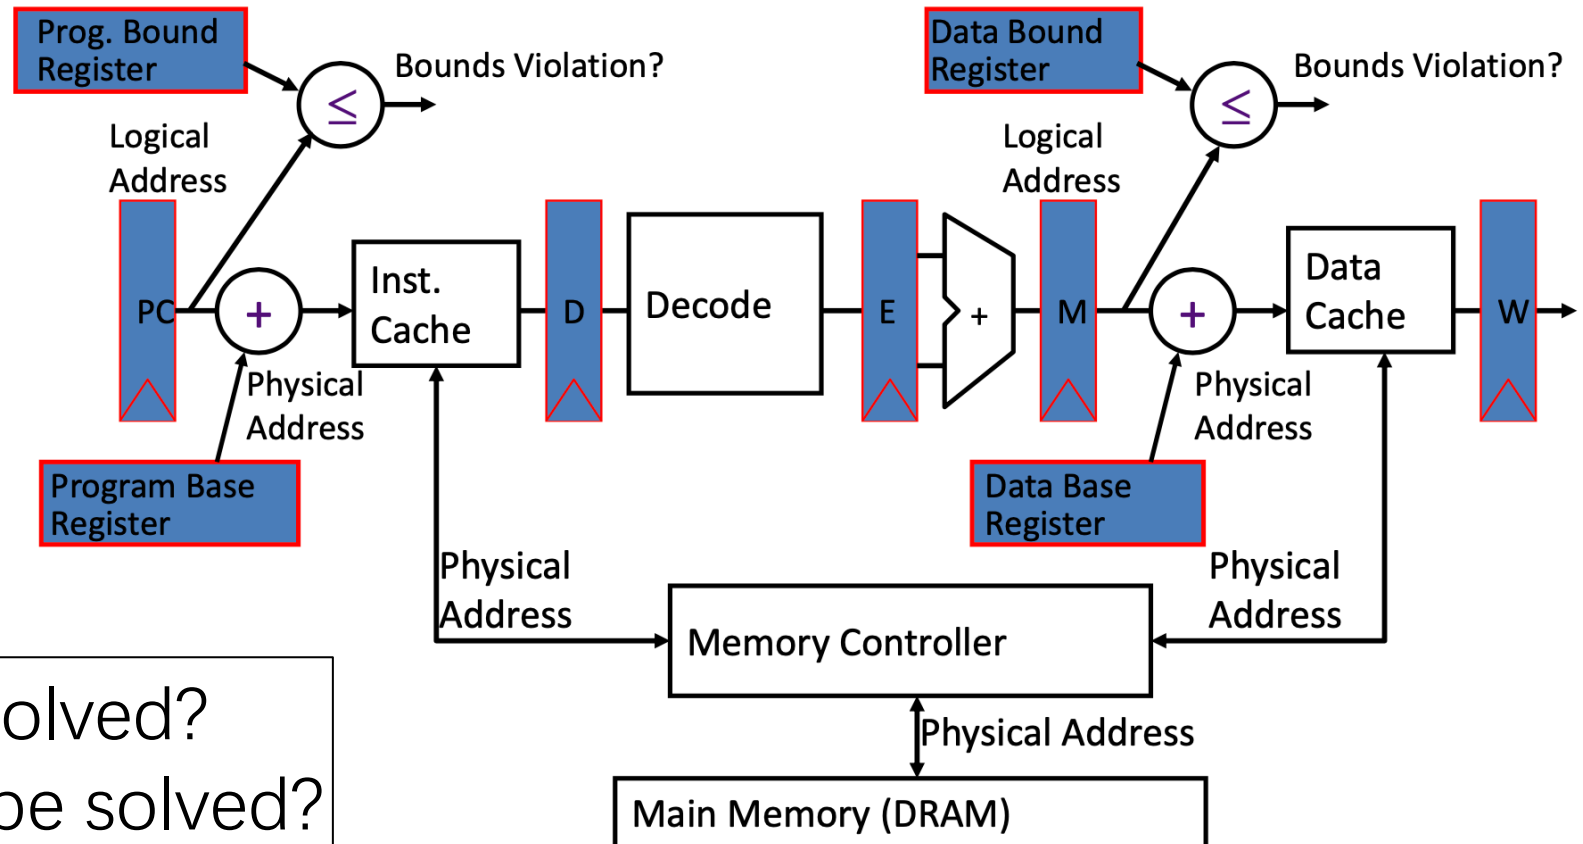 Prog. Bound
Register
Bounds Violation?
≤
Logical
Address
Data Bound
Register
Bounds Violation?
≤
Logical
Address
PC
+
Inst.
Cache
D
Decode
E
+
M
+
Data
Cache
W
Physical
Address
Physical
Address
Program Base
Register
Data Base
Register
Physical
Address
Physical
Address
Memory Controller
Physical Address
Main Memory (DRAM)
olved?
be solved?